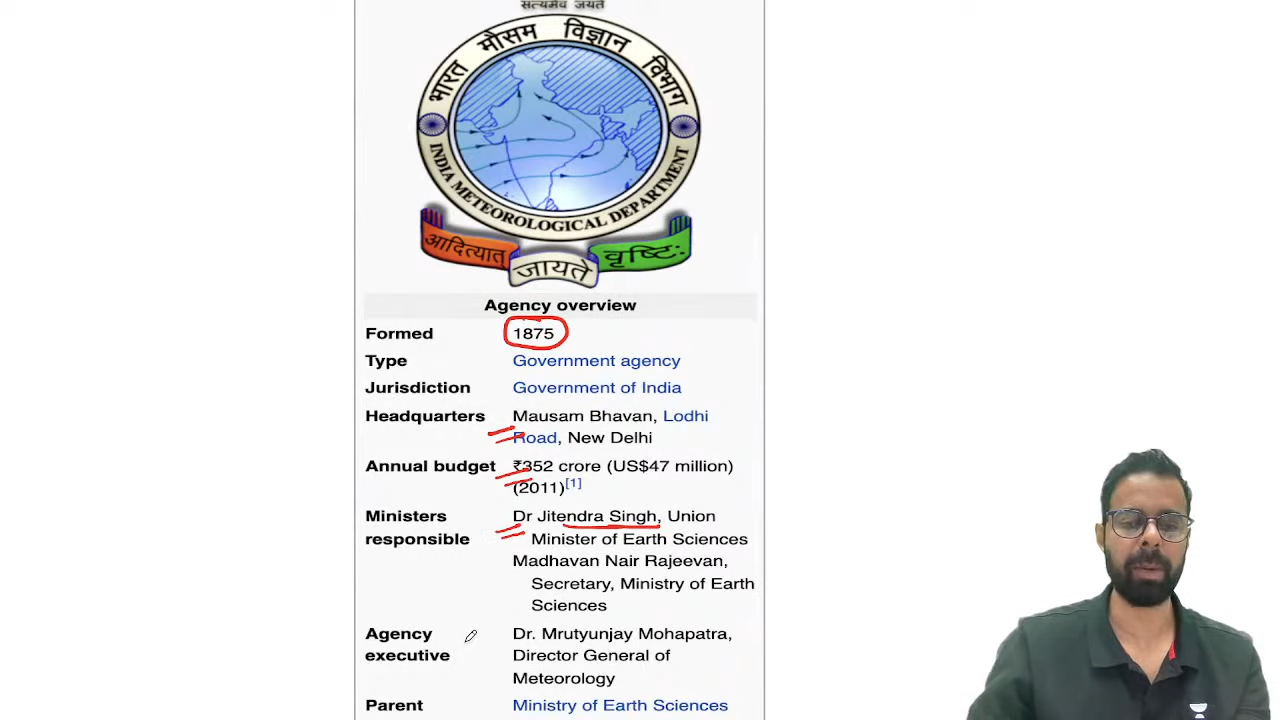 सत्यमेव जयते
भारत मौसम विज्ञान विभाग
INDIA METEOROLOGICAL DEPARTMENT
आदित्यात् जायते वृष्टिः
Agency overview
Formed 1875
Type Government agency
Jurisdiction Government of India
Headquarters Mausam Bhavan, Lodhi
Road, New Delhi
Annual budget ₹352 crore (US$47 million)
(2011)[1]
Ministers Dr Jitendra Singh, Union
responsible Minister of Earth Sciences
Madhavan Nair Rajeevan,
Secretary, Ministry of Earth
Sciences
Agency Dr. Mrutyunjay Mohapatra,
executive Director General of
Meteorology
Parent Ministry of Earth Sciences